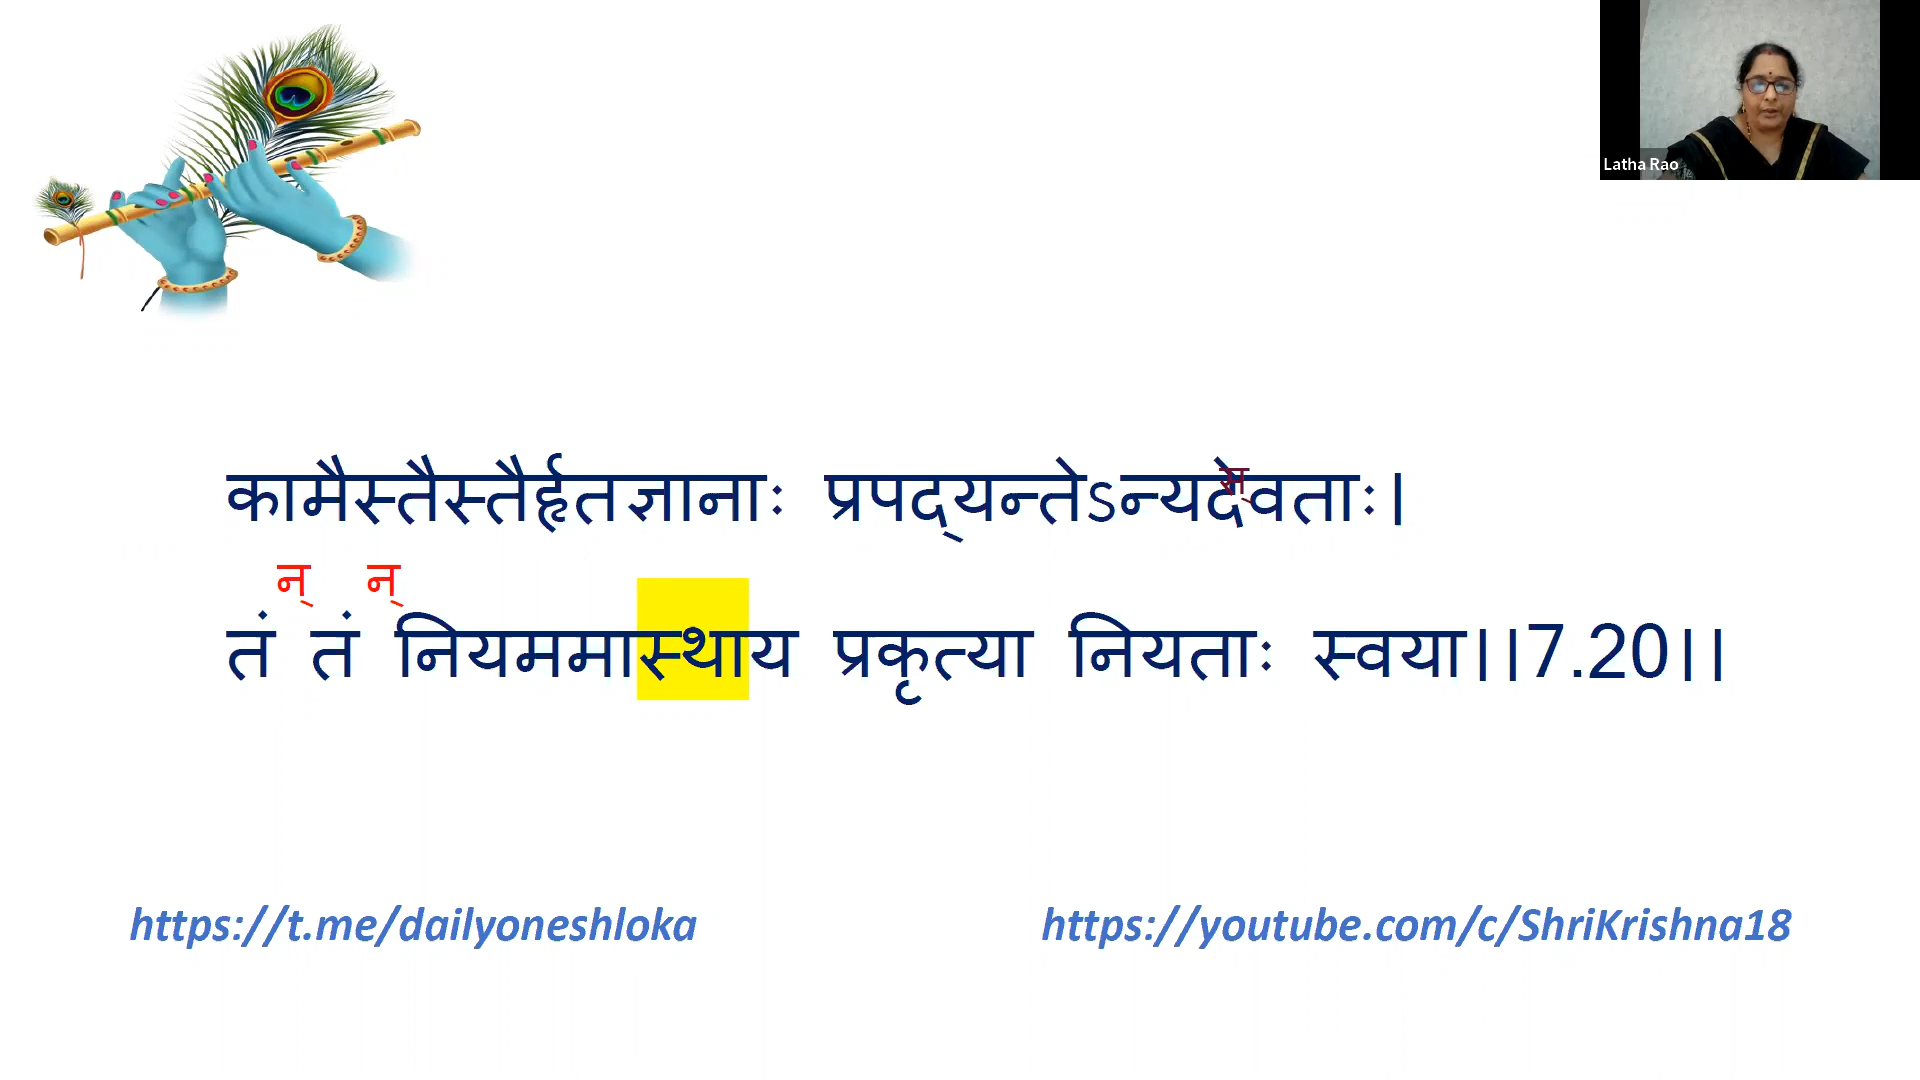 Latha Rao
कामैस्तैस्तैर्हृतज्ञानाः प्रपद्यन्तेऽन्यदेवताः।
स्
न् न्
तं तं नियममास्थाय प्रकृत्या नियताः स्वया।।7.20।।
https://t.me/dailyoneshloka
https://youtube.com/c/ShriKrishna18